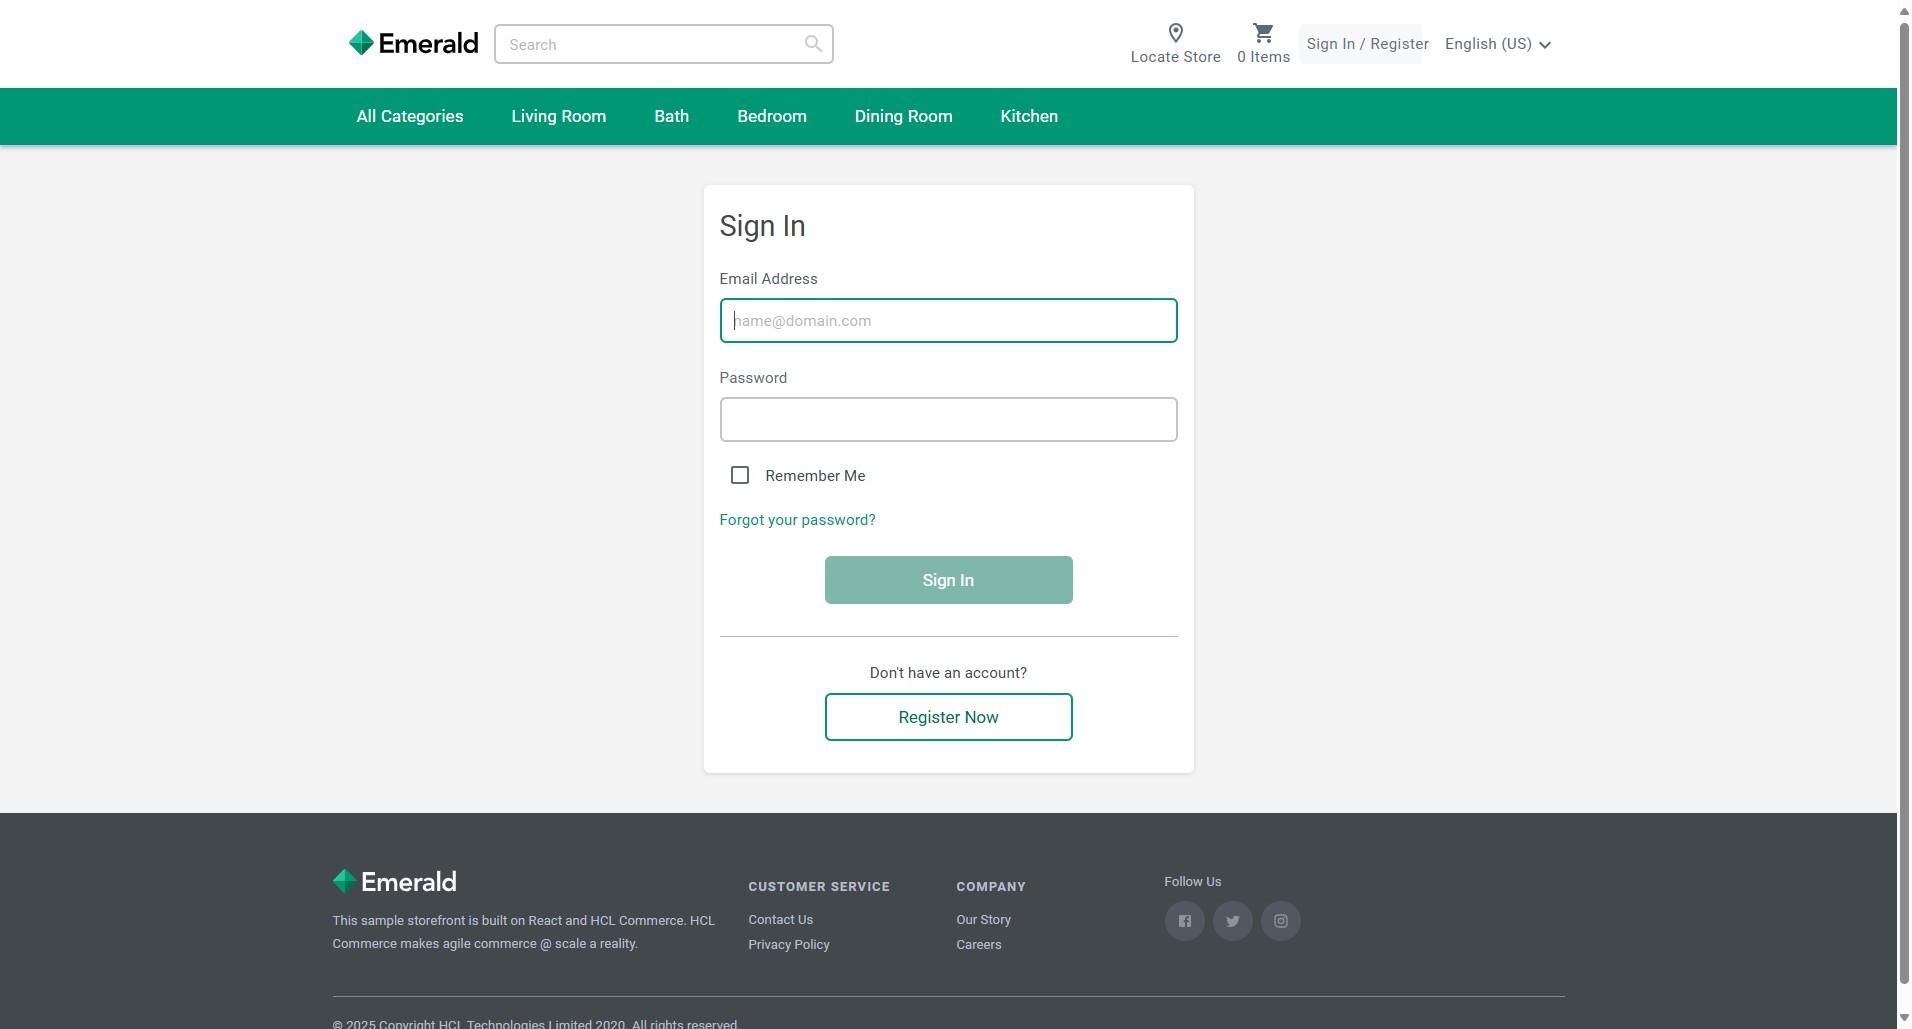 Emerald
Search
Locate Store
0 Items
Sign In / Register
English (US)
All Categories
Living Room
Bath
Bedroom
Dining Room
Kitchen
Sign In
Email Address
name@domain.com
Password
Remember Me
Forgot your password?
Sign In
Don't have an account?
Register Now
Emerald
This sample storefront is built on React and HCL Commerce. HCL
Commerce makes agile commerce @ scale a reality.
CUSTOMER SERVICE
Contact Us
Privacy Policy
COMPANY
Our Story
Careers
Follow Us
© 2025 Copyright HCL Technologies Limited 2020. All rights reserved